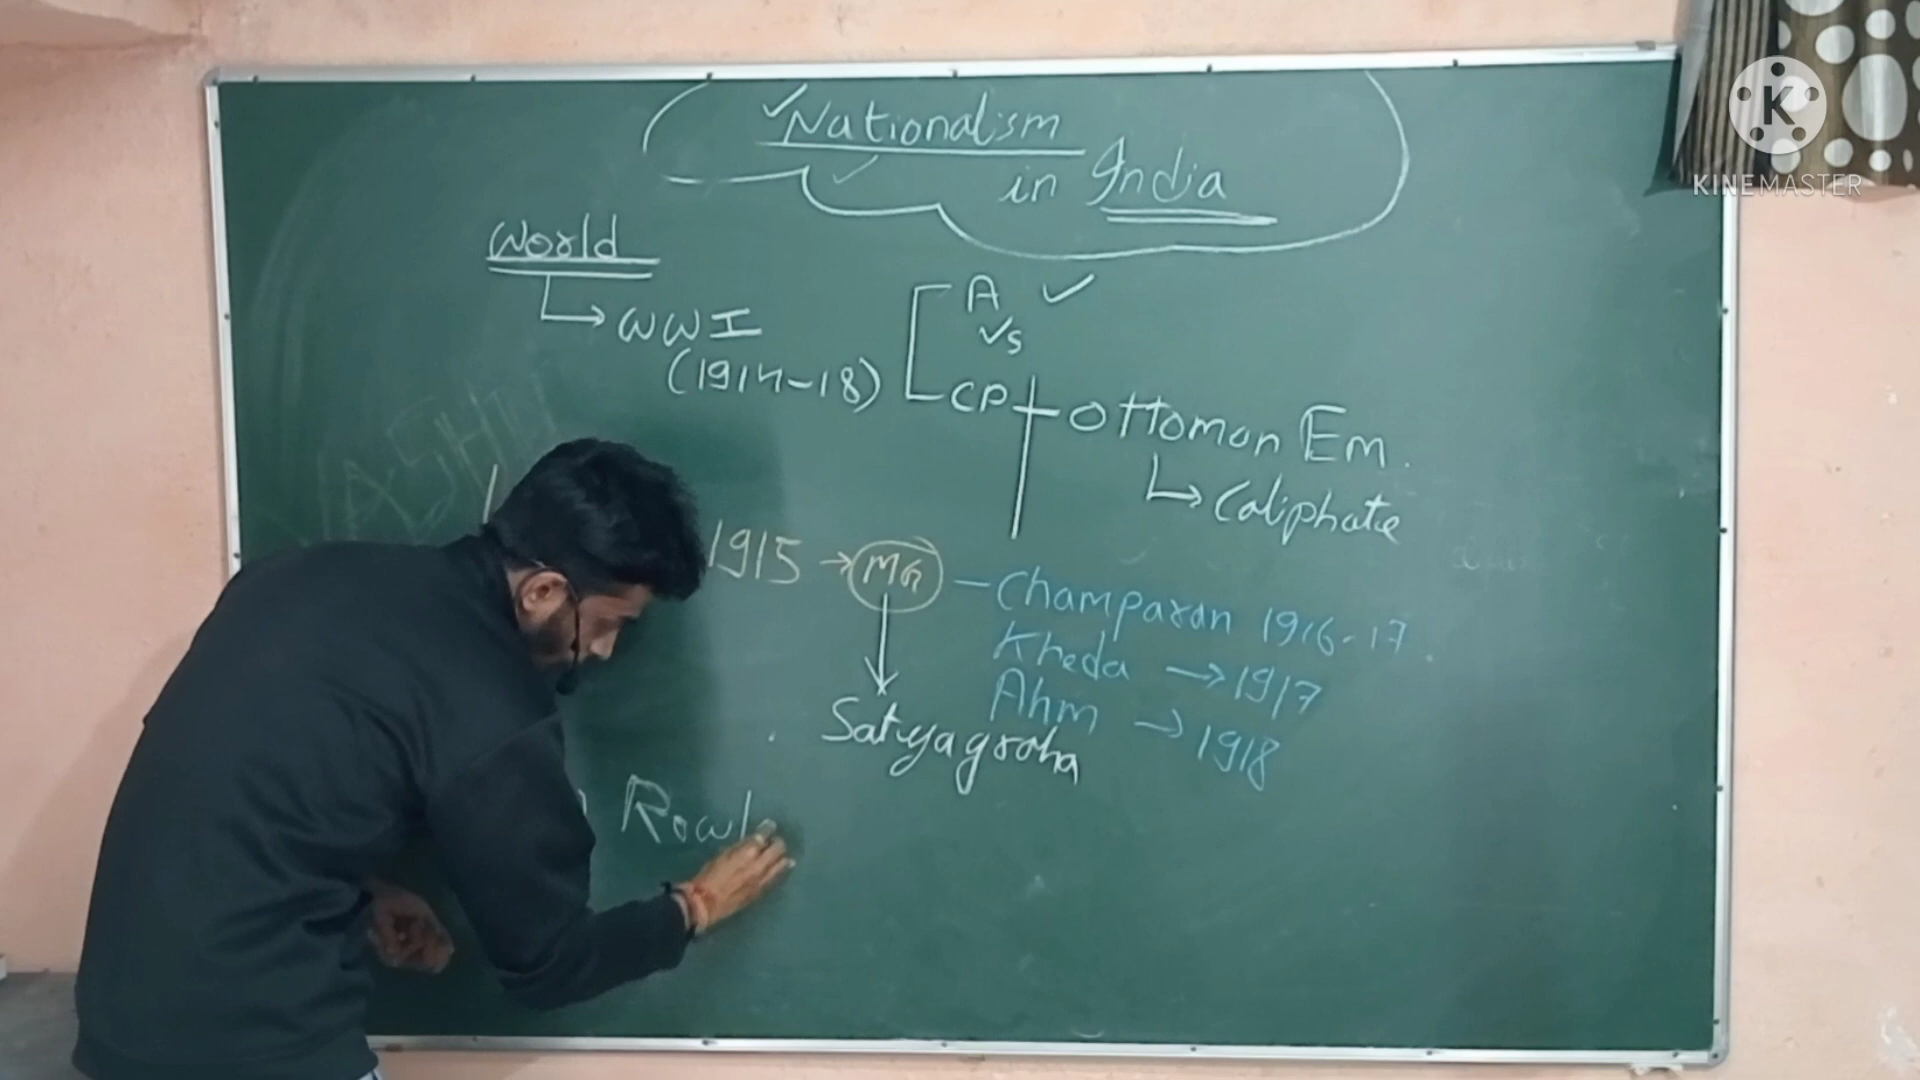 ✓Nationalism
in India
World
↳ WWI
(1914-18)
A ✓
vs
CP + Ottoman Em.
↳ Caliphate
1915 → MG — Champaran 1916-17.
Kheda → 1917
Ahm → 1918
Satyagraha
Rowl
KINEMASTER